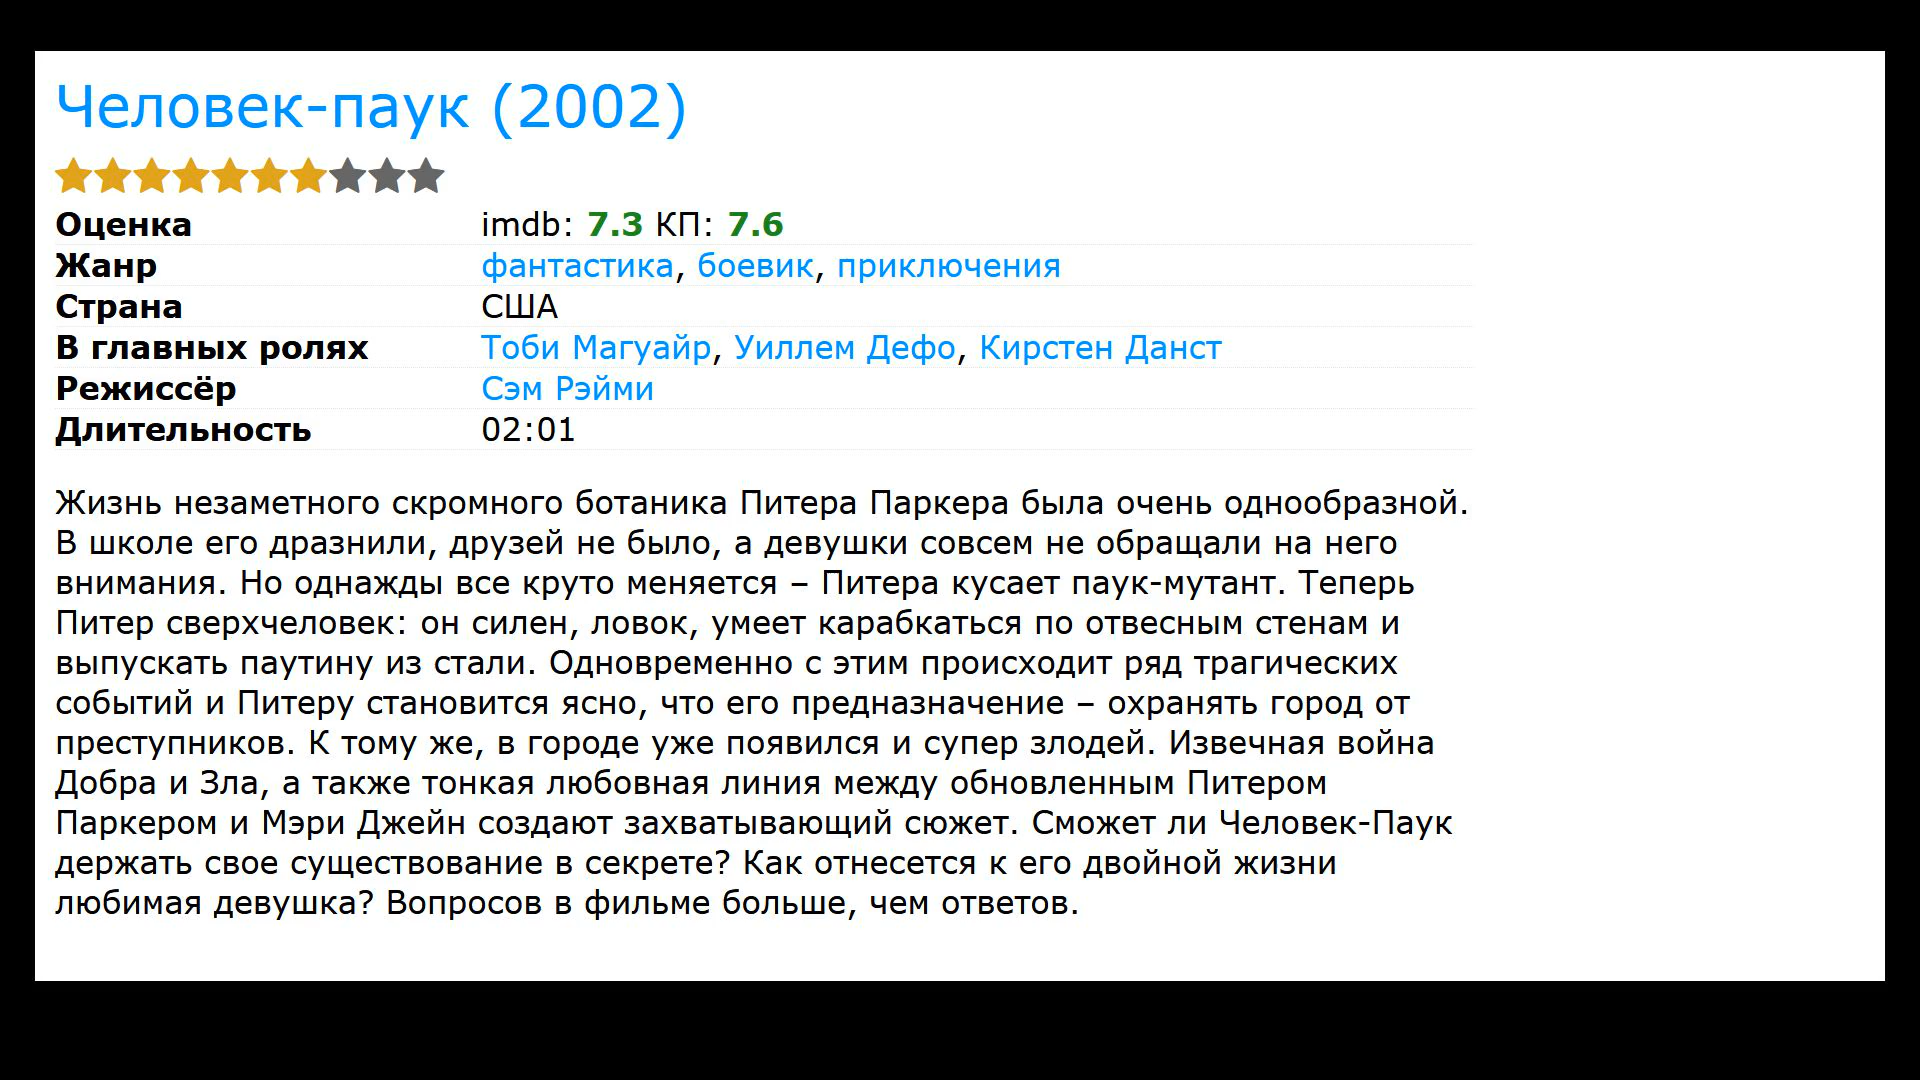 Человек-паук (2002)
Оценка imdb: 7.3 КП: 7.6
Жанр фантастика, боевик, приключения
Страна США
В главных ролях Тоби Магуайр, Уиллем Дефо, Кирстен Данст
Режиссёр Сэм Рэйми
Длительность 02:01
Жизнь незаметного скромного ботаника Питера Паркера была очень однообразной.
В школе его дразнили, друзей не было, а девушки совсем не обращали на него
внимания. Но однажды все круто меняется – Питера кусает паук-мутант. Теперь
Питер сверхчеловек: он силен, ловок, умеет карабкаться по отвесным стенам и
выпускать паутину из стали. Одновременно с этим происходит ряд трагических
событий и Питеру становится ясно, что его предназначение – охранять город от
преступников. К тому же, в городе уже появился и супер злодей. Извечная война
Добра и Зла, а также тонкая любовная линия между обновленным Питером
Паркером и Мэри Джейн создают захватывающий сюжет. Сможет ли Человек-Паук
держать свое существование в секрете? Как отнесется к его двойной жизни
любимая девушка? Вопросов в фильме больше, чем ответов.